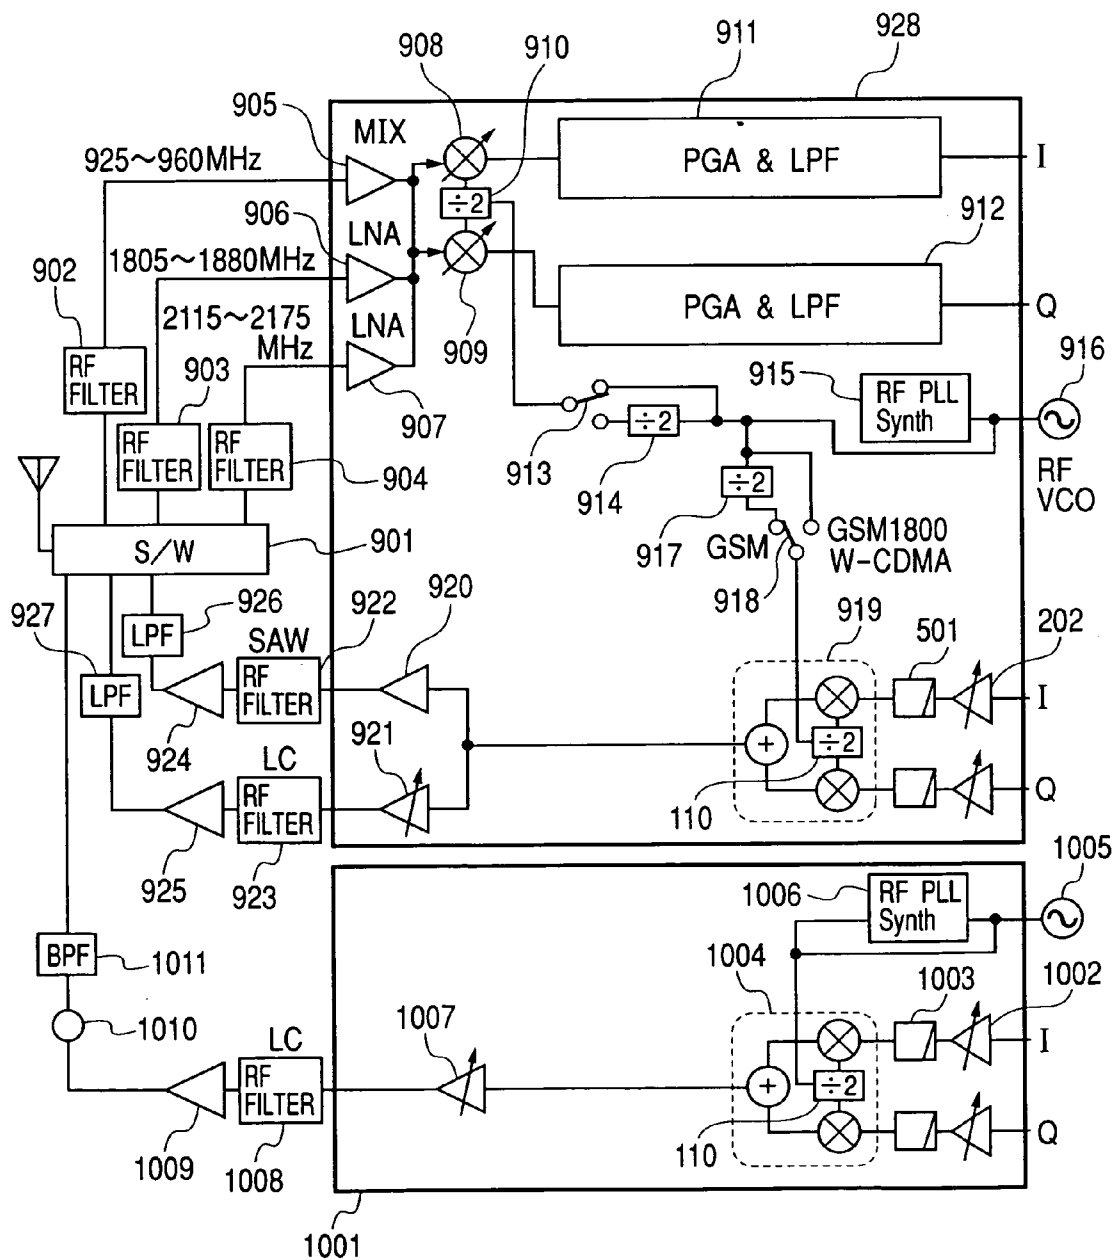 908
910
911
928
905
MIX
925~960MHz
PGA & LPF
I
÷2
906
LNA
912
1805~1880MHz
902
PGA & LPF
Q
2115~2175
MHz
LNA
909
916
903
915
RF PLL
Synth
RF
FILTER
907
913
÷2
RF
FILTER
RF
FILTER
904
914
RF
VCO
÷2
S/W
901
917
GSM
GSM1800
W-CDMA
918
927
926
920
922
919
501
202
LPF
SAW
RF
FILTER
I
LPF
921
+
÷2
924
LC
RF
FILTER
110
Q
925
923
1005
1006
RF PLL
Synth
BPF
1011
1004
1003
1002
1010
1007
I
LC
RF
FILTER
+
÷2
1009
1008
110
Q
1001